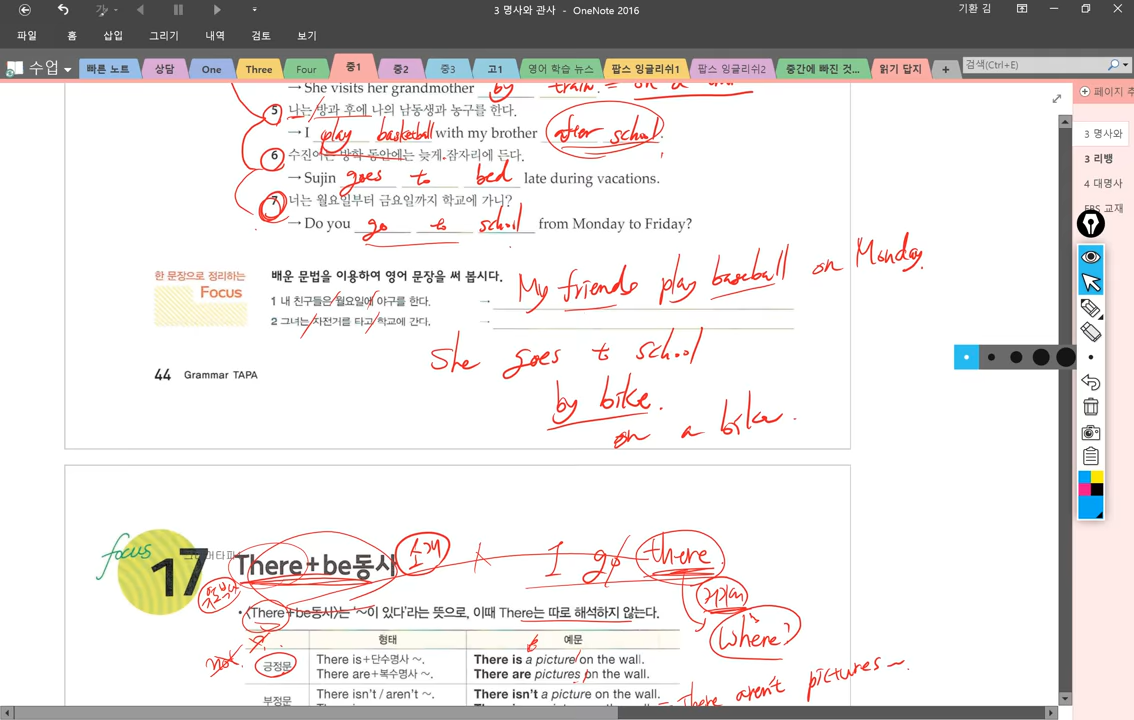 3 명사와 관사 - OneNote 2016
기환 김
파일 홈 삽입 그리기 내역 검토 보기
수업 빠른 노트 상담 One Three Four 중1 중2 중3 고1 영어 학습 뉴스 팝스 잉글리쉬1 팝스 잉글리쉬2 중간에 빠진 것... 읽기 답지 + 검색(Ctrl+E)
페이지 추
3 명사와
3 리뱅
4 대명사
EBS 교재
→ She visits her grandmother by train. = on a
5 나는 방과 후에 나의 남동생과 농구를 한다.
→ I play basketball with my brother after school.
6 수진이는 방학 동안에는 늦게 잠자리에 든다.
→ Sujin goes to bed late during vacations.
7 너는 월요일부터 금요일까지 학교에 가니?
→ Do you go to school from Monday to Friday?
한 문장으로 정리하는
Focus
배운 문법을 이용하여 영어 문장을 써 봅시다.
1 내 친구들은 월요일에 야구를 한다. → My friends play baseball on Monday.
2 그녀는 자전거를 타고 학교에 간다. →
She goes to school
by bike.
on a bike.
44 Grammar TAPA
focus 17 There+be동사 I go there
where?
• 〈There+be동사〉는 '~이 있다'라는 뜻으로, 이때 There는 따로 해석하지 않는다.
형태 예문
긍정문 There is+단수명사 ~. There is a picture on the wall.
There are+복수명사 ~. There are pictures on the wall.
not
부정문 There isn't / aren't ~. There isn't a picture on the wall.
= There aren't pictures ~.